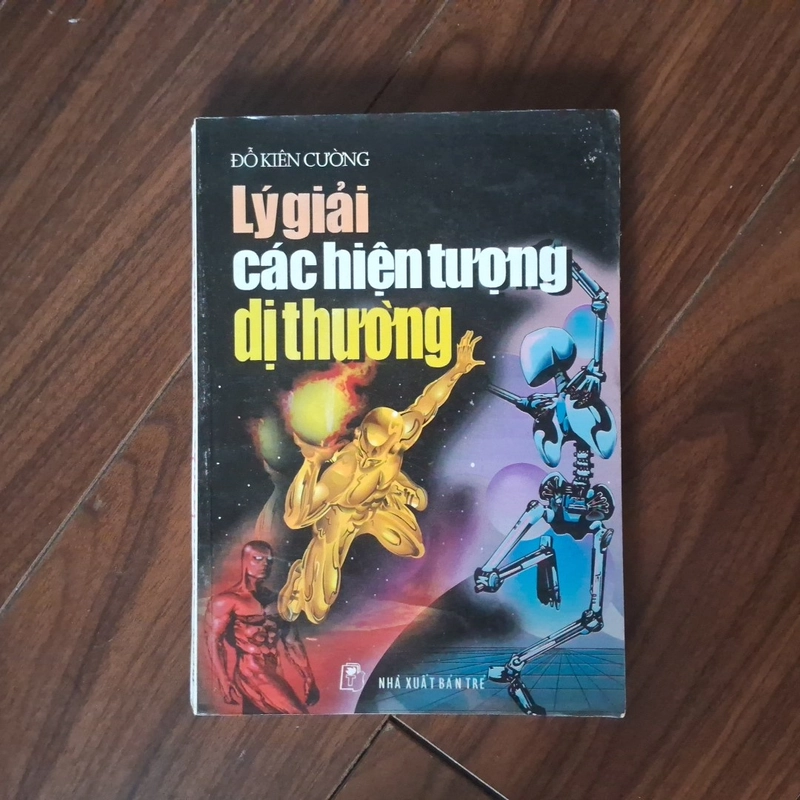 ĐỖ KIÊN CƯỜNG
Lý giải
các hiện tượng
dị thường
NHÀ XUẤT BẢN TRẺ